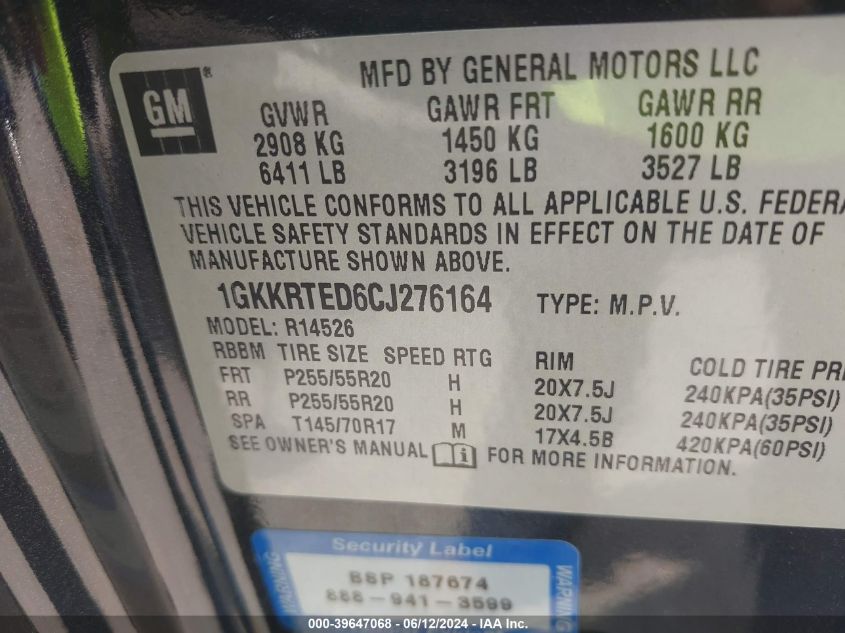 GM ®
MFD BY GENERAL MOTORS LLC
GVWR GAWR FRT GAWR RR
2908 KG 1450 KG 1600 KG
6411 LB 3196 LB 3527 LB
THIS VEHICLE CONFORMS TO ALL APPLICABLE U.S. FEDERA
VEHICLE SAFETY STANDARDS IN EFFECT ON THE DATE OF
MANUFACTURE SHOWN ABOVE.
1GKKRTED6CJ276164 TYPE: M.P.V.
MODEL: R14526
RBBM TIRE SIZE SPEED RTG RIM COLD TIRE PRE
FRT P255/55R20 H 20X7.5J 240KPA(35PSI)
RR P255/55R20 H 20X7.5J 240KPA(35PSI)
SPA T145/70R17 M 17X4.5B 420KPA(60PSI)
SEE OWNER'S MANUAL FOR MORE INFORMATION.
Security Label
WARNING
BSP 187674
888-941-3599
WARNING
000-39647068 - 06/12/2024 - IAA Inc.